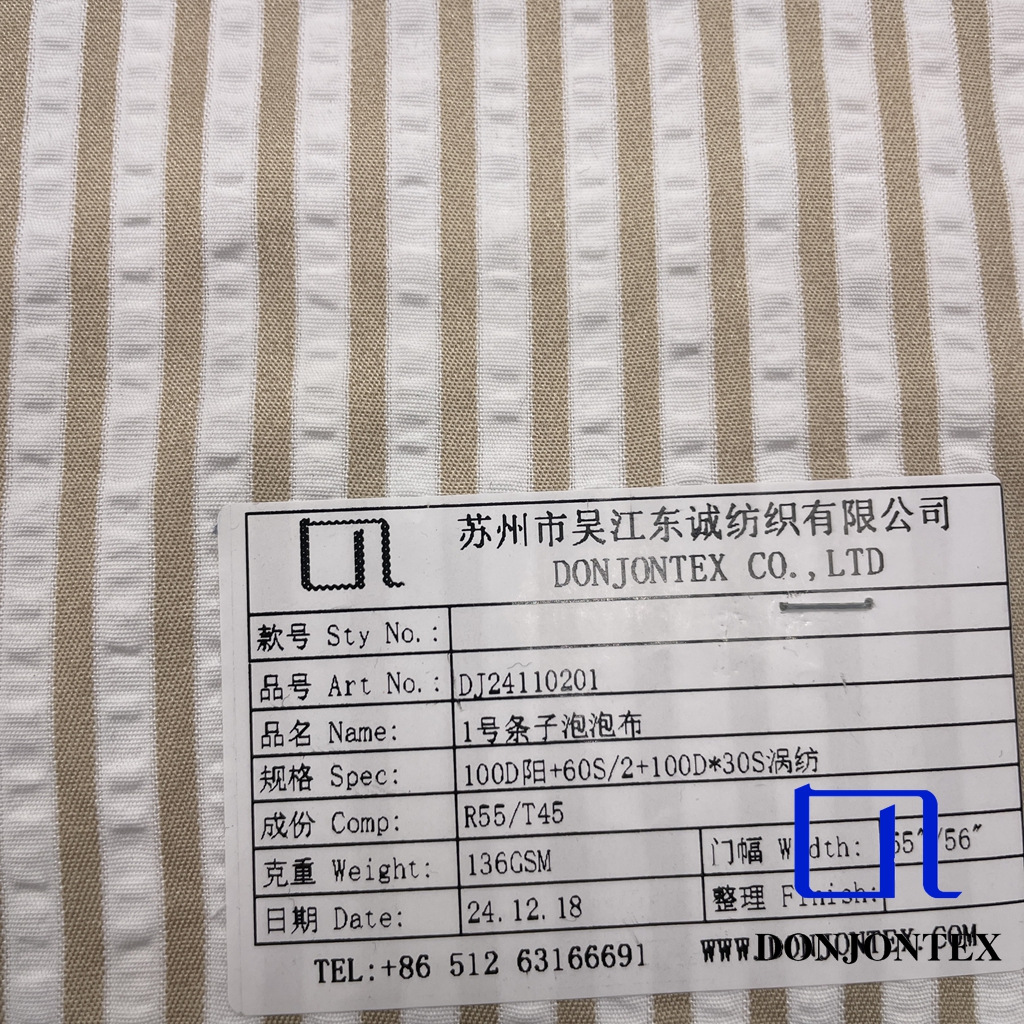 苏州市吴江东诚纺织有限公司
DONJONTEX CO.,LTD
款号 Sty No.:
品号 Art No.: DJ24110201
品名 Name: 1号条子泡泡布
规格 Spec: 100D阳+60S/2+100D*30S涡纺
成份 Comp: R55/T45
克重 Weight: 136GSM 门幅 Width: 55"/56"
日期 Date: 24.12.18 整理 Finish:
TEL:+86 512 63166691 www.DONJONTEX.COM
DONJONTEX